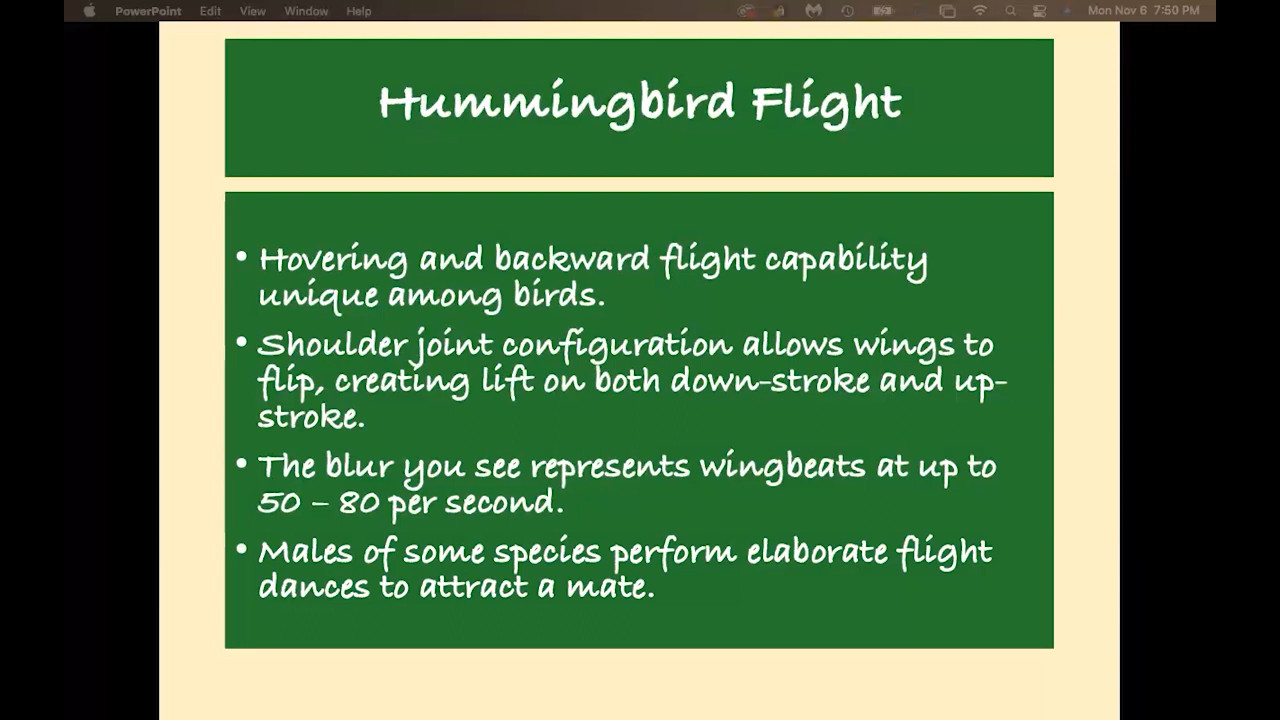 PowerPoint Edit View Window Help Mon Nov 6 7:50 PM
Hummingbird Flight
• Hovering and backward flight capability
unique among birds.
• Shoulder joint configuration allows wings to
flip, creating lift on both down-stroke and up-
stroke.
• The blur you see represents wingbeats at up to
50 – 80 per second.
• Males of some species perform elaborate flight
dances to attract a mate.